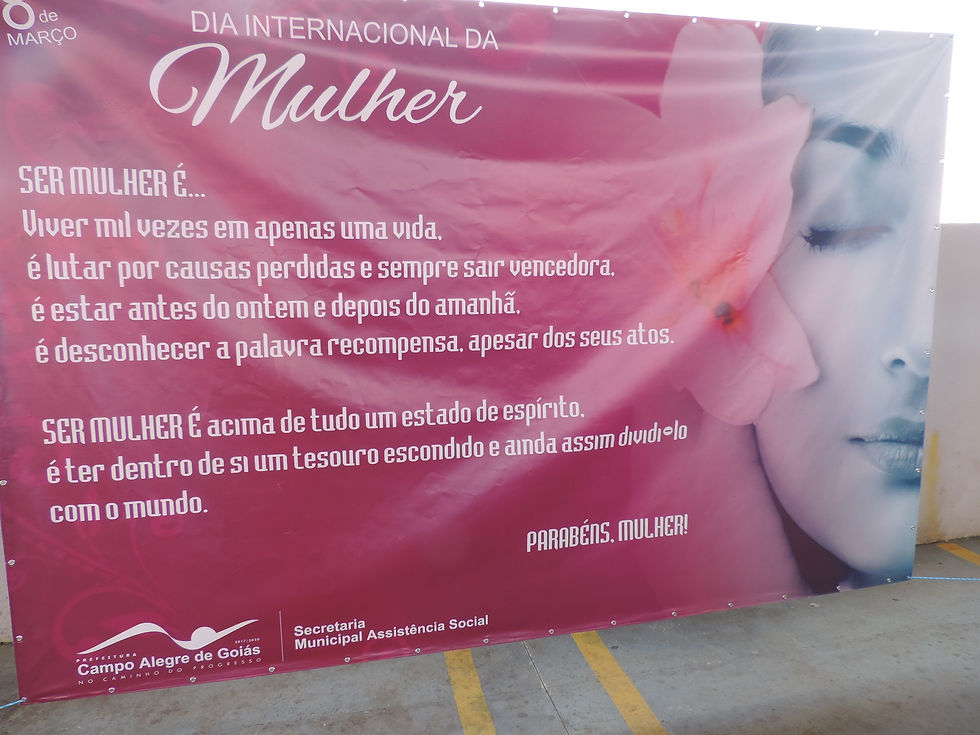 8 de
MARÇO
DIA INTERNACIONAL DA
Mulher
SER MULHER É...
Viver mil vezes em apenas uma vida,
é lutar por causas perdidas e sempre sair vencedora,
é estar antes do ontem e depois do amanhã,
é desconhecer a palavra recompensa, apesar dos seus atos.
SER MULHER É acima de tudo um estado de espírito,
é ter dentro de si um tesouro escondido e ainda assim dividi-lo
com o mundo.
PARABÉNS, MULHER!
2017/2020
PREFEITURA
Campo Alegre de Goiás
NO CAMINHO DO PROGRESSO
Secretaria
Municipal Assistência Social